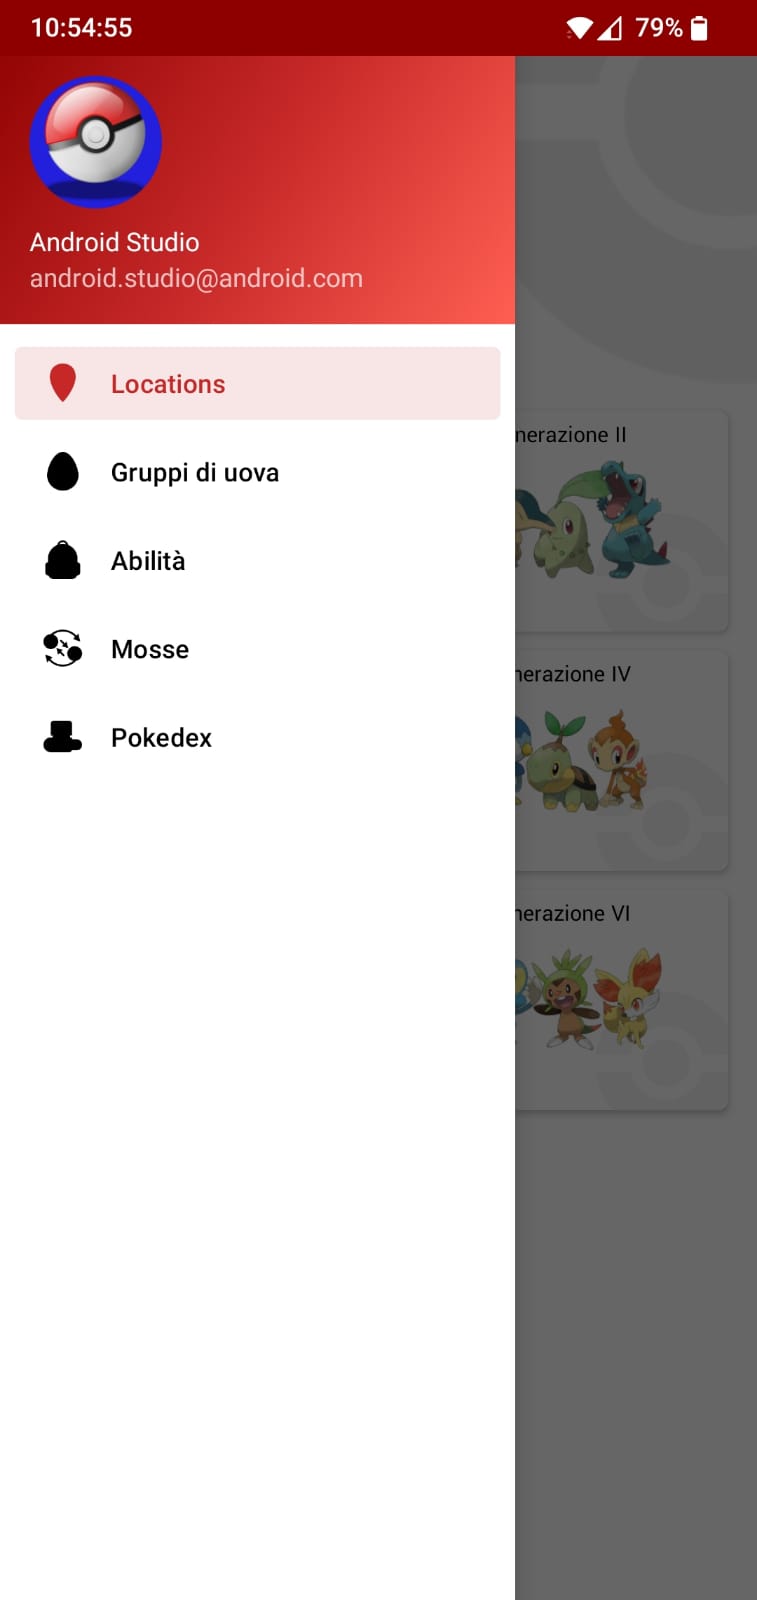 10:54:55 79%
Android Studio
android.studio@android.com
Locations
Gruppi di uova
Abilità
Mosse
Pokedex
nerazione II
nerazione IV
nerazione VI